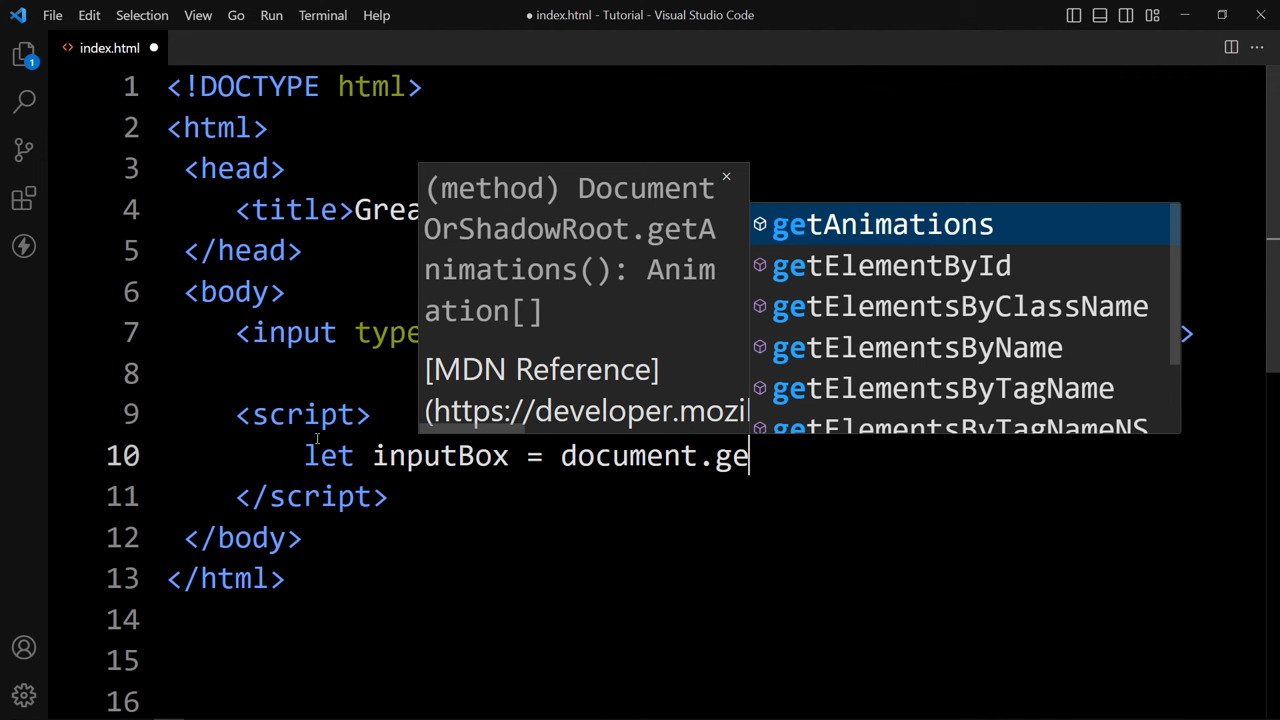 File Edit Selection View Go Run Terminal Help
● index.html - Tutorial - Visual Studio Code
<> index.html ●
1
1 <!DOCTYPE html>
2 <html>
3 <head>
4 <title>Grea
5 </head>
6 <body>
7 <input type >
8
9 <script>
10 let inputBox = document.ge
11 </script>
12 </body>
13 </html>
14
15
16
(method) Document
OrShadowRoot.getA
nimations(): Anim
ation[]
[MDN Reference]
(https://developer.mozil
getAnimations
getElementById
getElementsByClassName
getElementsByName
getElementsByTagName
getElementsByTagNameNS